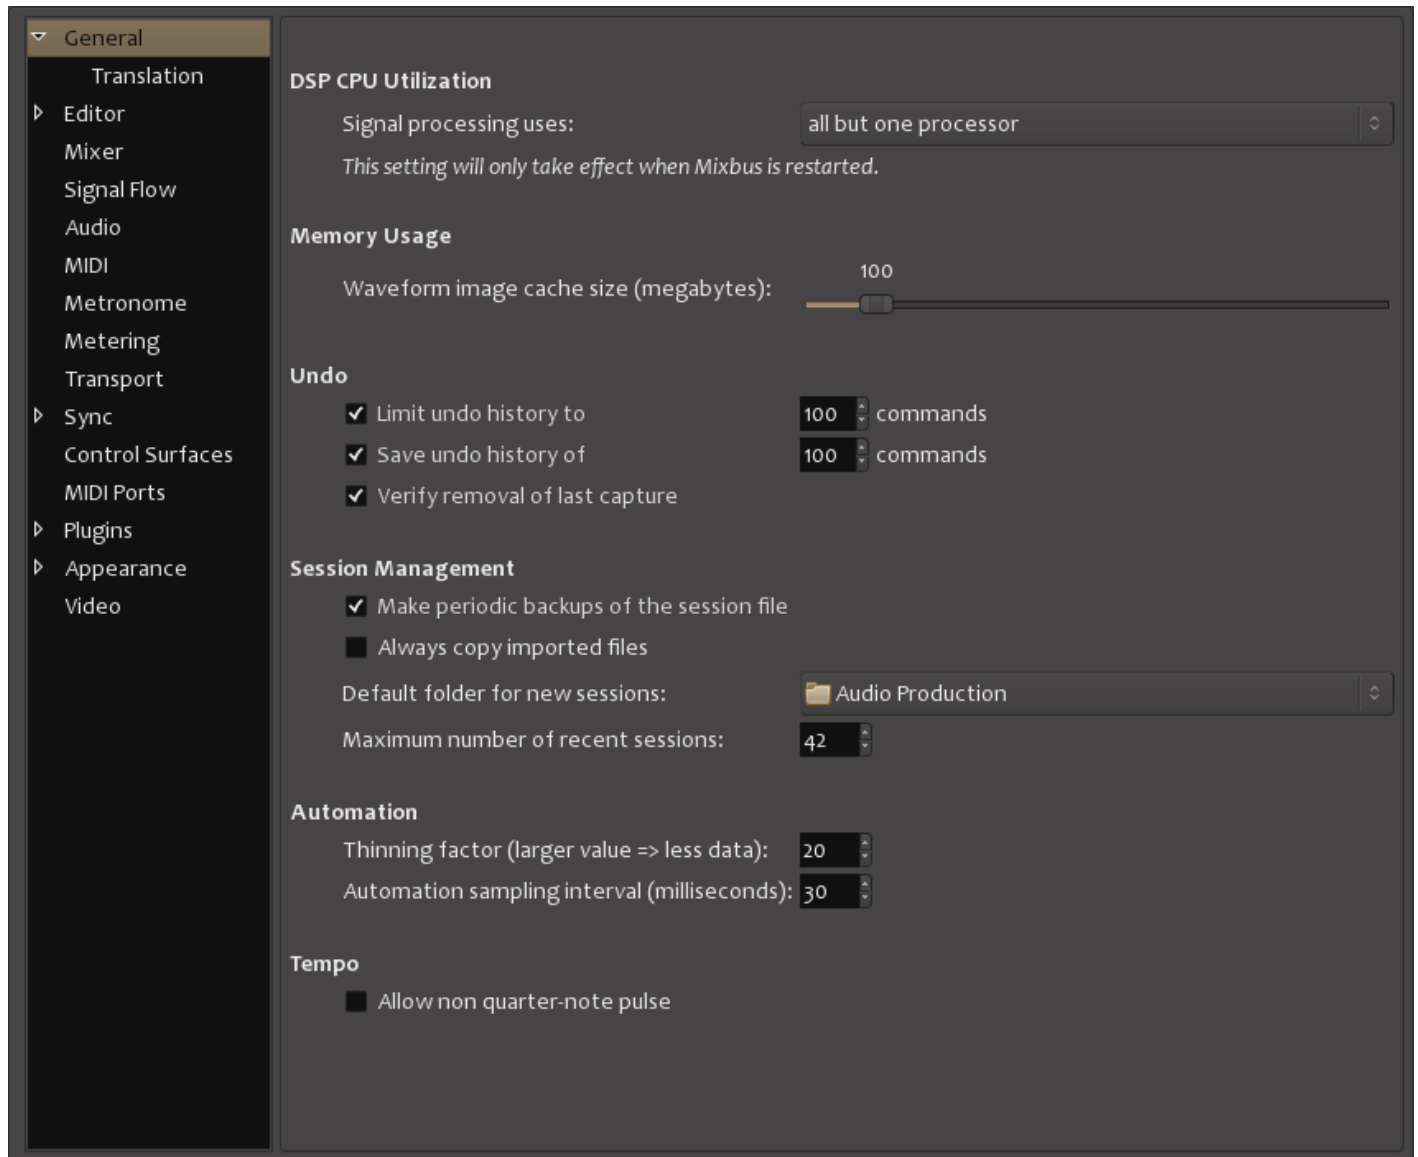 General
Translation
Editor
Mixer
Signal Flow
Audio
MIDI
Metronome
Metering
Transport
Sync
Control Surfaces
MIDI Ports
Plugins
Appearance
Video
DSP CPU Utilization
Signal processing uses: all but one processor
This setting will only take effect when Mixbus is restarted.
Memory Usage
100
Waveform image cache size (megabytes):
Undo
Limit undo history to 100 commands
Save undo history of 100 commands
Verify removal of last capture
Session Management
Make periodic backups of the session file
Always copy imported files
Default folder for new sessions: Audio Production
Maximum number of recent sessions: 42
Automation
Thinning factor (larger value => less data): 20
Automation sampling interval (milliseconds): 30
Tempo
Allow non quarter-note pulse